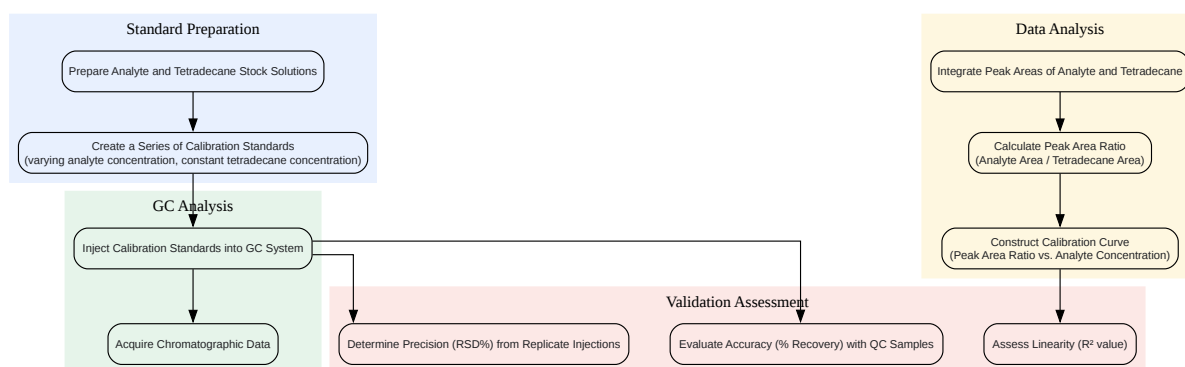 Standard Preparation
Prepare Analyte and Tetradecane Stock Solutions
Create a Series of Calibration Standards
(varying analyte concentration, constant tetradecane concentration)
GC Analysis
Inject Calibration Standards into GC System
Acquire Chromatographic Data
Data Analysis
Integrate Peak Areas of Analyte and Tetradecane
Calculate Peak Area Ratio
(Analyte Area / Tetradecane Area)
Construct Calibration Curve
(Peak Area Ratio vs. Analyte Concentration)
Validation Assessment
Determine Precision (RSD%) from Replicate Injections
Evaluate Accuracy (% Recovery) with QC Samples
Assess Linearity (R² value)